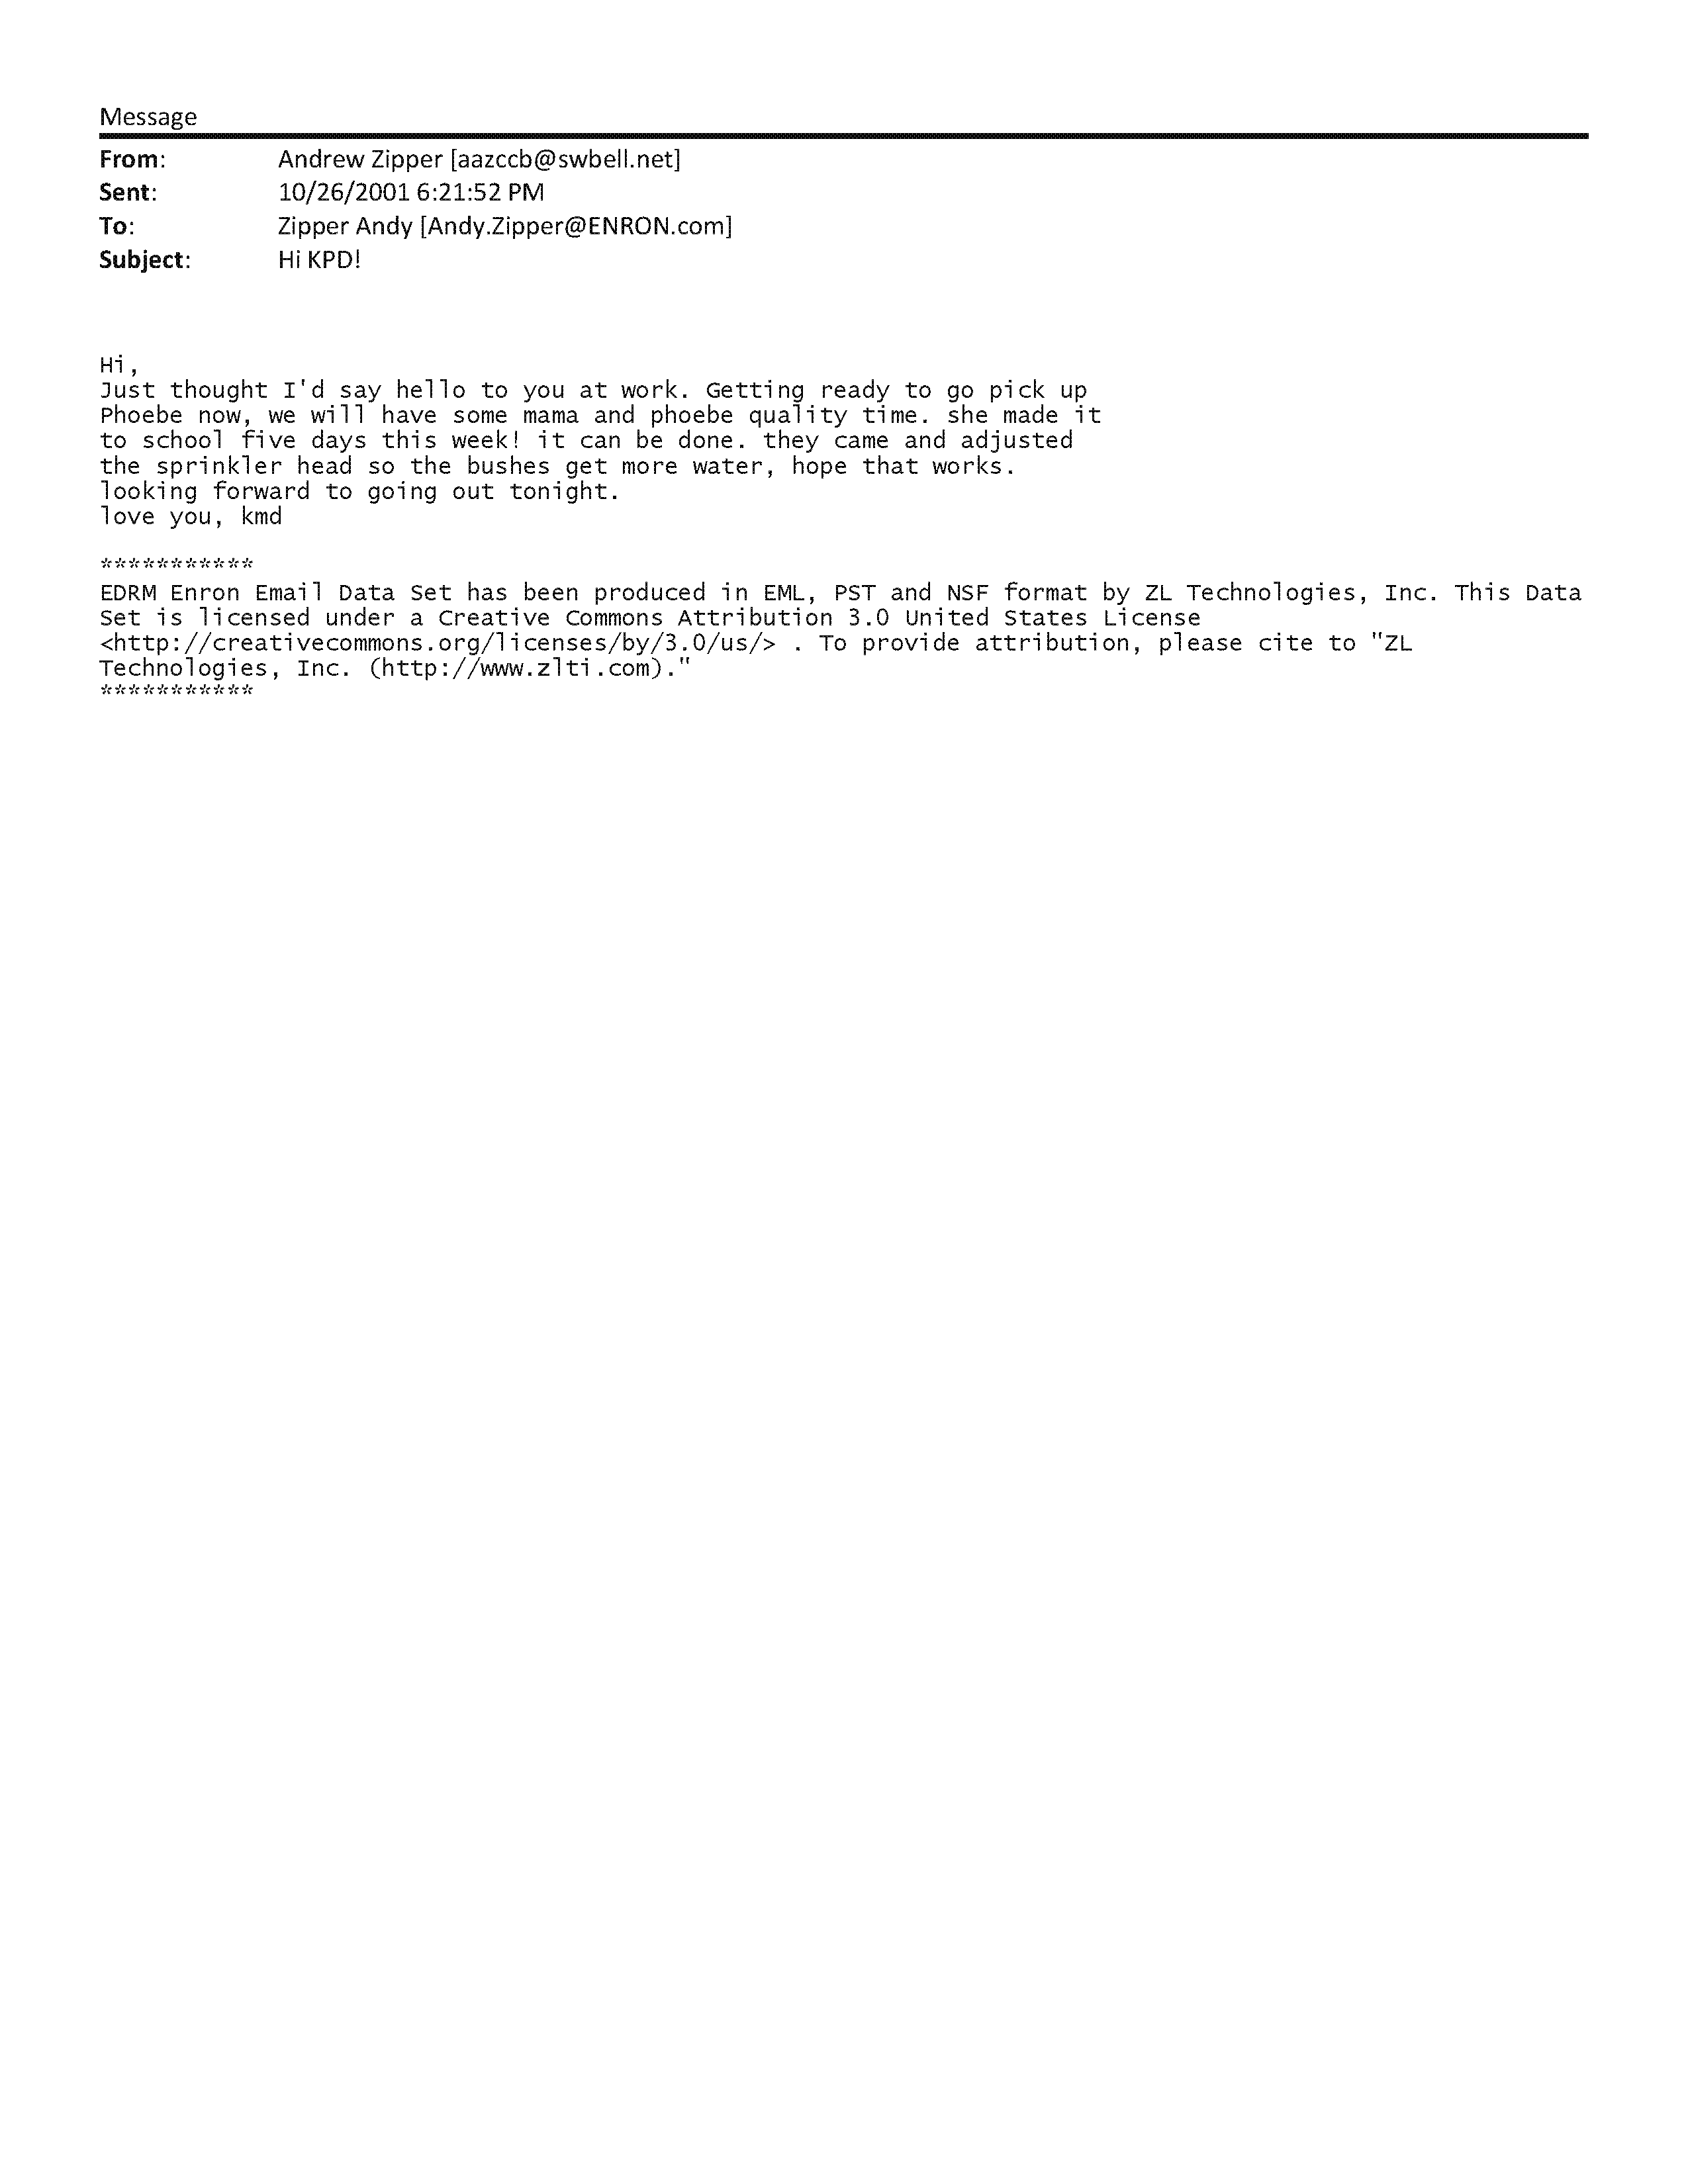 Message
From: Andrew Zipper [aazccb@swbell.net]
Sent: 10/26/2001 6:21:52 PM
To: Zipper Andy [Andy.Zipper@ENRON.com]
Subject: Hi KPD!
Hi,
Just thought I'd say hello to you at work. Getting ready to go pick up
Phoebe now, we will have some mama and phoebe quality time. she made it
to school five days this week! it can be done. they came and adjusted
the sprinkler head so the bushes get more water, hope that works.
looking forward to going out tonight.
love you, kmd
***********
EDRM Enron Email Data Set has been produced in EML, PST and NSF format by ZL Technologies, Inc. This Data
Set is licensed under a Creative Commons Attribution 3.0 United States License
<http://creativecommons.org/licenses/by/3.0/us/> . To provide attribution, please cite to "ZL
Technologies, Inc. (http://www.zlti.com)."
***********